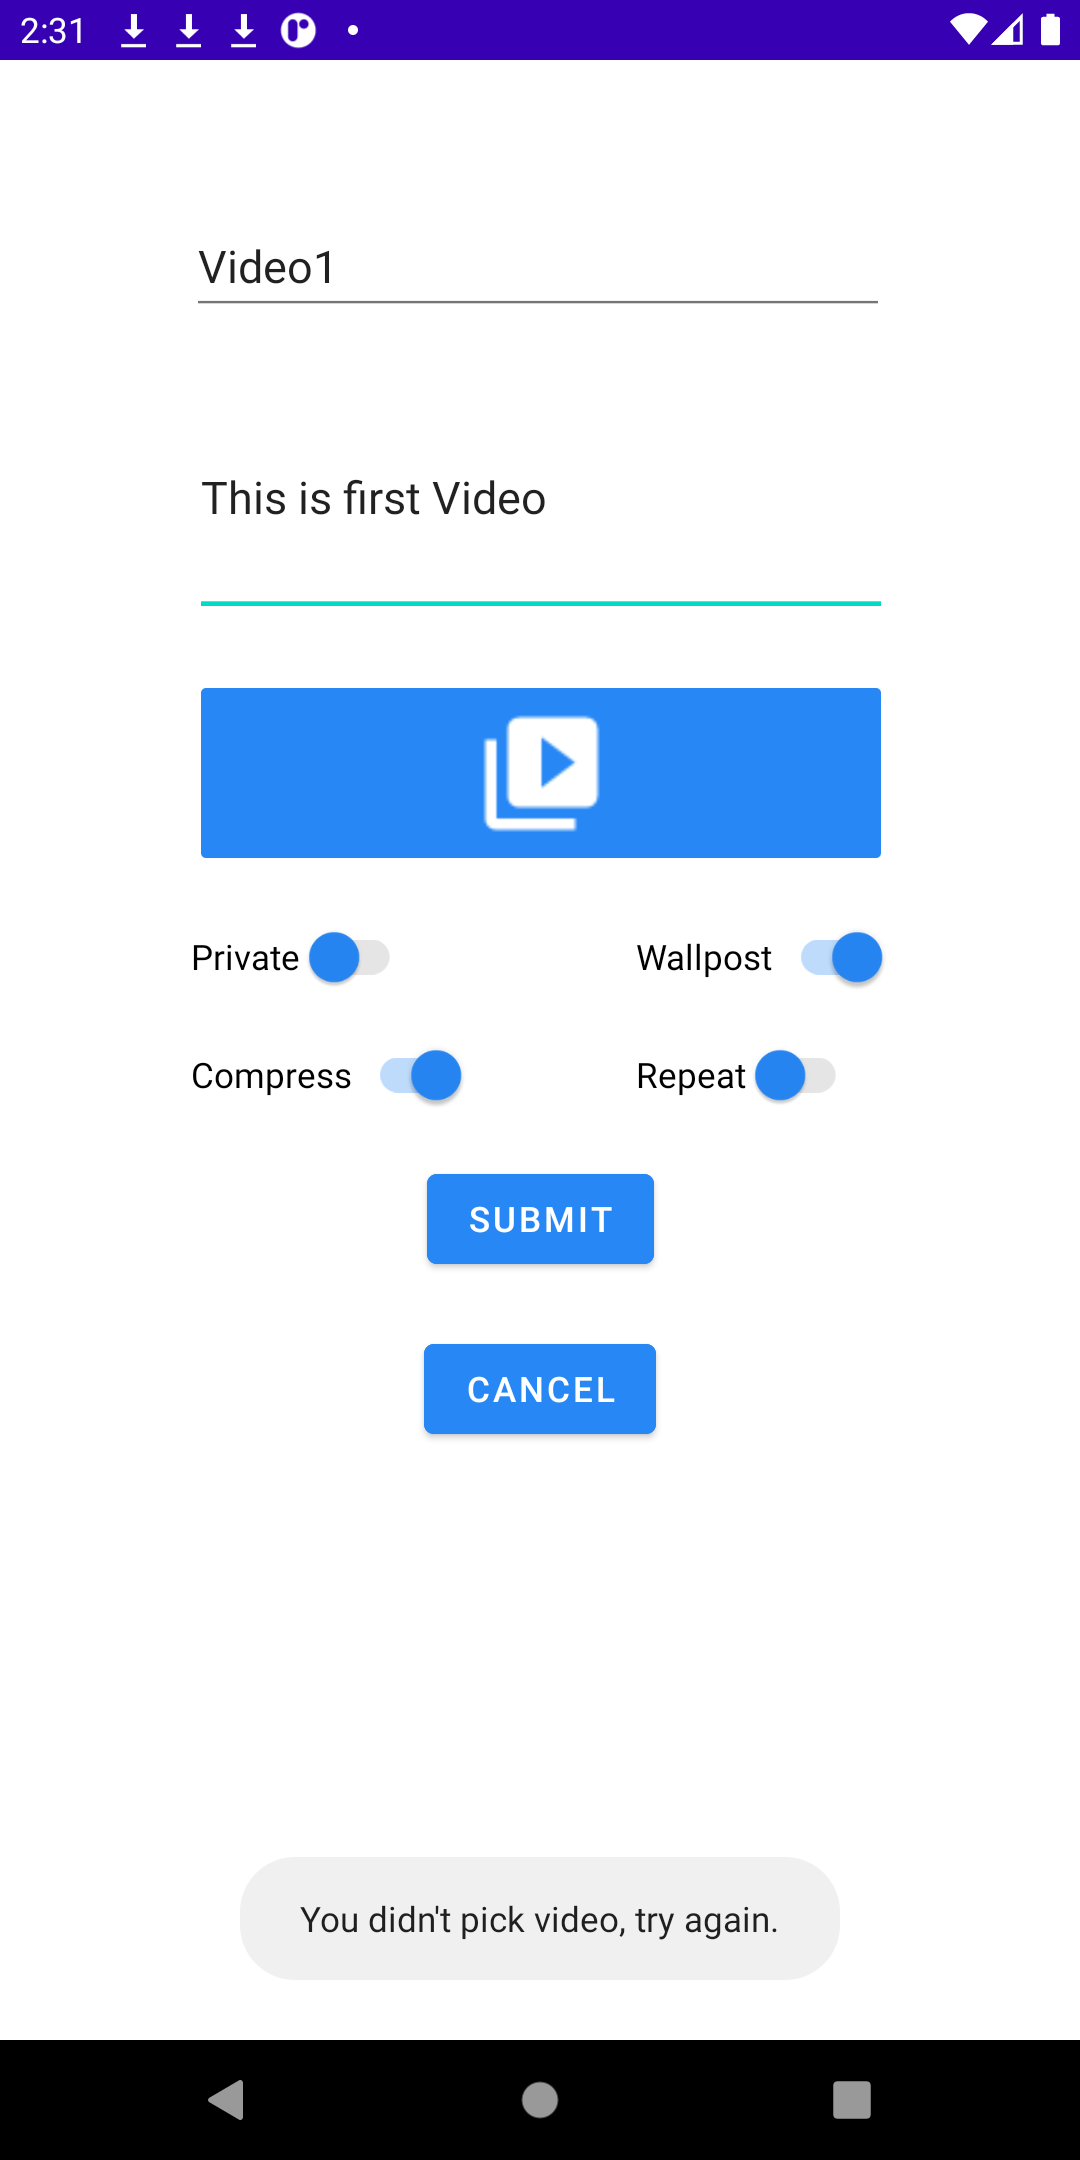 2:31
Video1
This is first Video
Private
Wallpost
Compress
Repeat
SUBMIT
CANCEL
You didn't pick video, try again.